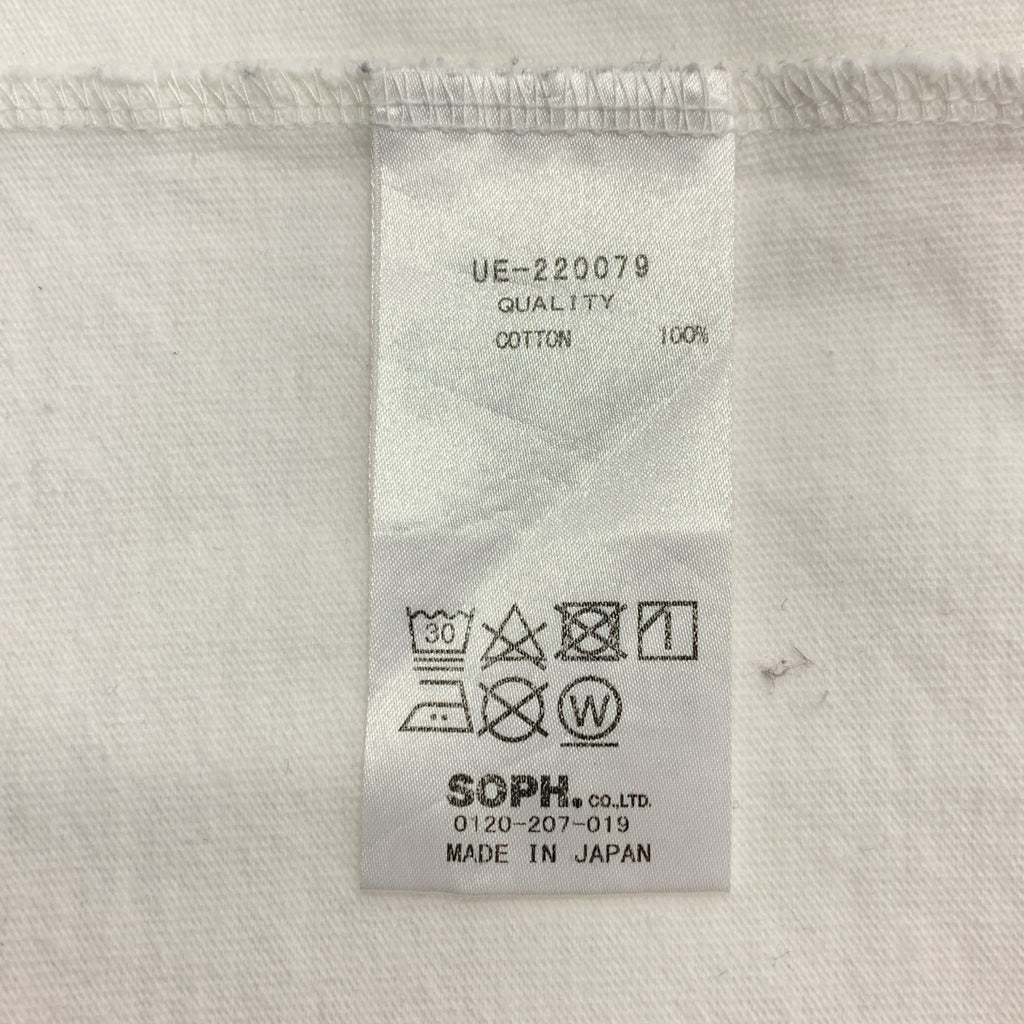 UE-220079
QUALITY
COTTON 100%
30
W
SOPH. CO.,LTD.
0120-207-019
MADE IN JAPAN